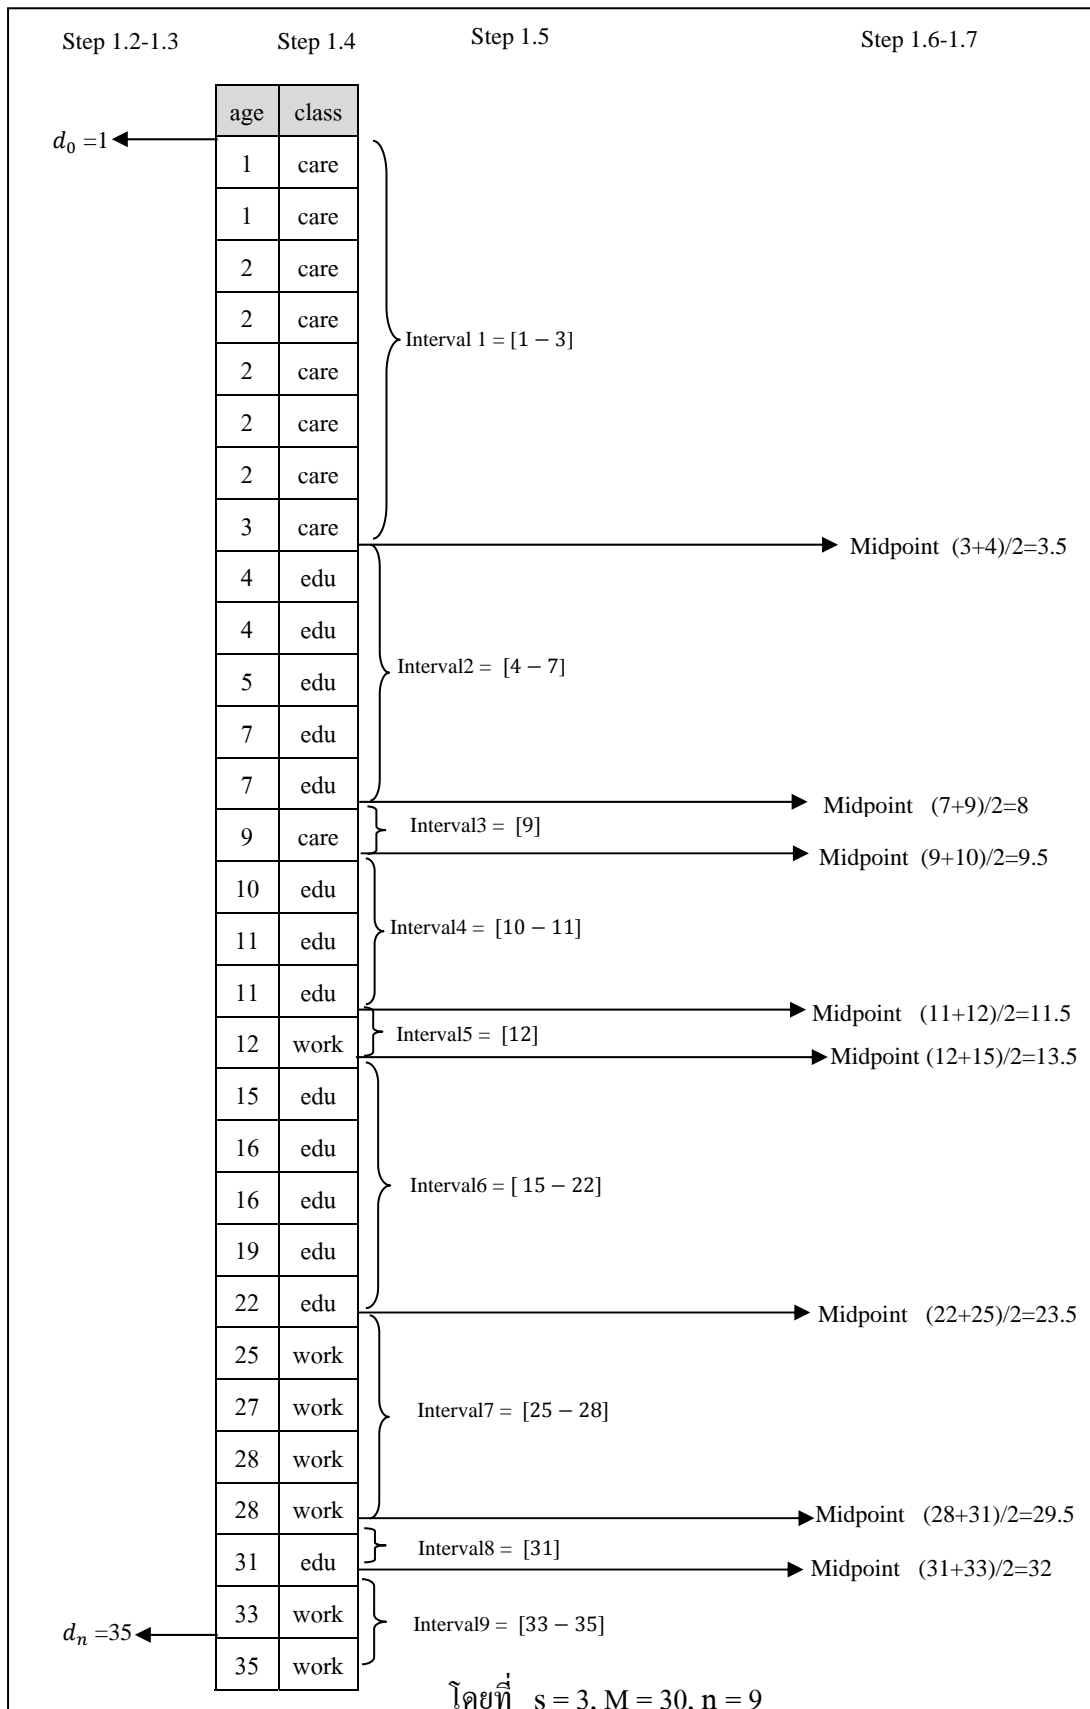 Step 1.2-1.3 Step 1.4 Step 1.5 Step 1.6-1.7
age class
d₀ =1
1 care
1 care
2 care
2 care
2 care
Interval 1 = [1 − 3]
2 care
2 care
3 care
Midpoint (3+4)/2=3.5
4 edu
4 edu
5 edu
Interval2 = [4 − 7]
7 edu
7 edu
Midpoint (7+9)/2=8
9 care
Interval3 = [9]
Midpoint (9+10)/2=9.5
10 edu
11 edu
Interval4 = [10 − 11]
11 edu
Midpoint (11+12)/2=11.5
12 work
Interval5 = [12]
Midpoint (12+15)/2=13.5
15 edu
16 edu
16 edu
Interval6 = [ 15 − 22]
19 edu
22 edu
Midpoint (22+25)/2=23.5
25 work
27 work
Interval7 = [25 − 28]
28 work
28 work
Midpoint (28+31)/2=29.5
31 edu
Interval8 = [31]
Midpoint (31+33)/2=32
33 work
Interval9 = [33 − 35]
dₙ =35
35 work
โดยที่ s = 3, M = 30, n = 9